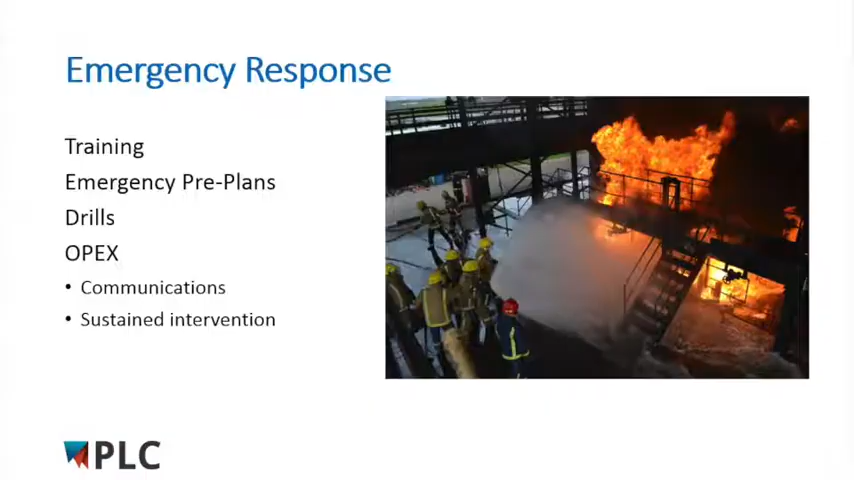 Emergency Response
Training
Emergency Pre-Plans
Drills
OPEX
• Communications
• Sustained intervention
PLC